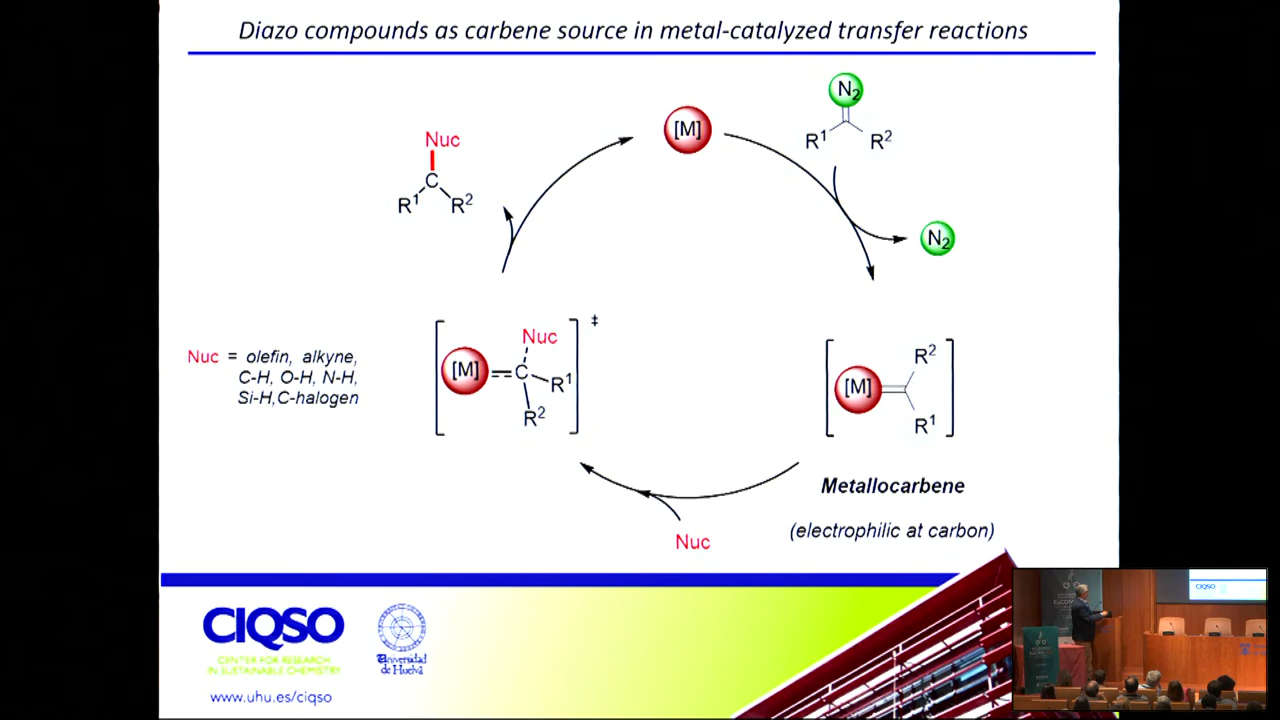 Diazo compounds as carbene source in metal-catalyzed transfer reactions
N2
R1 R2
[M]
Nuc
C
R1 R2
N2
Nuc = olefin, alkyne,
C-H, O-H, N-H,
Si-H,C-halogen
[M]
Nuc
C
R1
R2
‡
[M]
R2
R1
Metallocarbene
(electrophilic at carbon)
Nuc
CIQSO
CENTER FOR RESEARCH
IN SUSTAINABLE CHEMISTRY
Universidad
de Huelva
www.uhu.es/ciqso
CIQSO